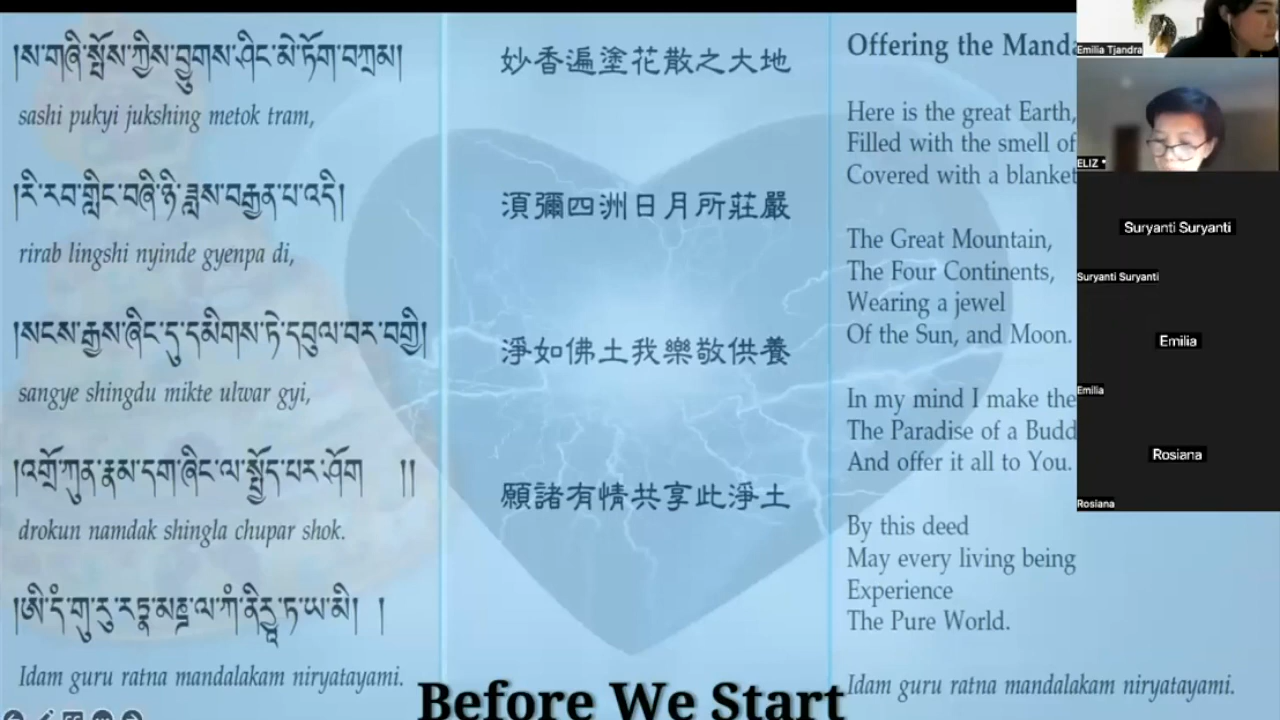 །ས་གཞི་སྤོས་ཀྱིས་བྱུགས་ཤིང་མེ་ཏོག་བཀྲམ།
sashi pukyi jukshing metok tram,
།རི་རབ་གླིང་བཞི་ཉི་ཟླས་བརྒྱན་པ་འདི།
rirab lingshi nyinde gyenpa di,
།སངས་རྒྱས་ཞིང་དུ་དམིགས་ཏེ་དབུལ་བར་བགྱི།
sangye shingdu mikte ulwar gyi,
།འགྲོ་ཀུན་རྣམ་དག་ཞིང་ལ་སྤྱོད་པར་ཤོག །།
drokun namdak shingla chupar shok.
།ཨི་དཾ་གུ་རུ་རཏྣ་མཎྜ་ལ་ཀཾ་ནིརྱཱ་ཏ་ཡ་མི། །
Idam guru ratna mandalakam niryatayami.
妙香遍塗花散之大地
須彌四洲日月所莊嚴
淨如佛土我樂敬供養
願諸有情共享此淨土
Offering the Manda
Here is the great Earth,
Filled with the smell of
Covered with a blanket
The Great Mountain,
The Four Continents,
Wearing a jewel
Of the Sun, and Moon.
In my mind I make the
The Paradise of a Budd
And offer it all to You.
By this deed
May every living being
Experience
The Pure World.
Idam guru ratna mandalakam niryatayami.
Before We Start
Emilia Tjandra
ELIZ *
Suryanti Suryanti
Suryanti Suryanti
Emilia
Emilia
Rosiana
Rosiana